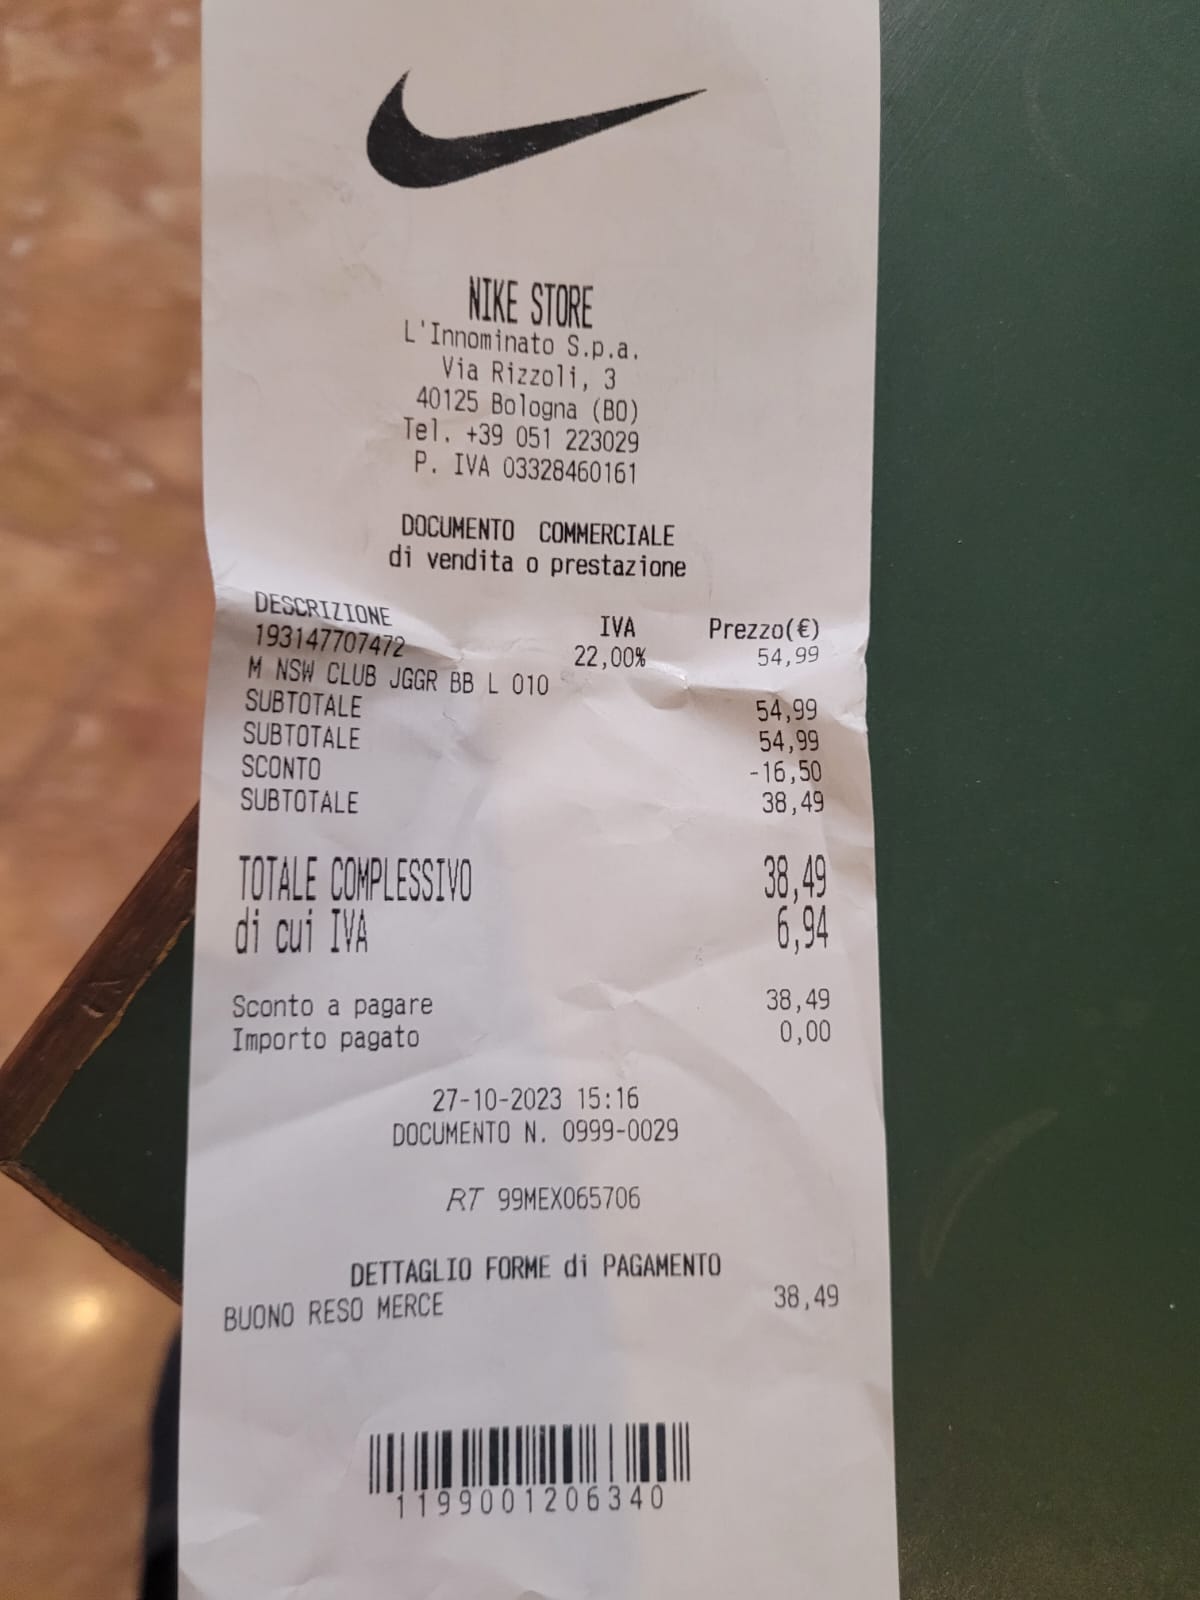 NIKE STORE
L'Innominato S.p.a.
Via Rizzoli, 3
40125 Bologna (BO)
Tel. +39 051 223029
P. IVA 03328460161
DOCUMENTO COMMERCIALE
di vendita o prestazione
DESCRIZIONE IVA Prezzo(€)
193147707472 22,00% 54,99
M NSW CLUB JGGR BB L 010
SUBTOTALE 54,99
SUBTOTALE 54,99
SCONTO -16,50
SUBTOTALE 38,49
TOTALE COMPLESSIVO 38,49
di cui IVA 6,94
Sconto a pagare 38,49
Importo pagato 0,00
27-10-2023 15:16
DOCUMENTO N. 0999-0029
RT 99MEX065706
DETTAGLIO FORME di PAGAMENTO
BUONO RESO MERCE 38,49
1199001206340